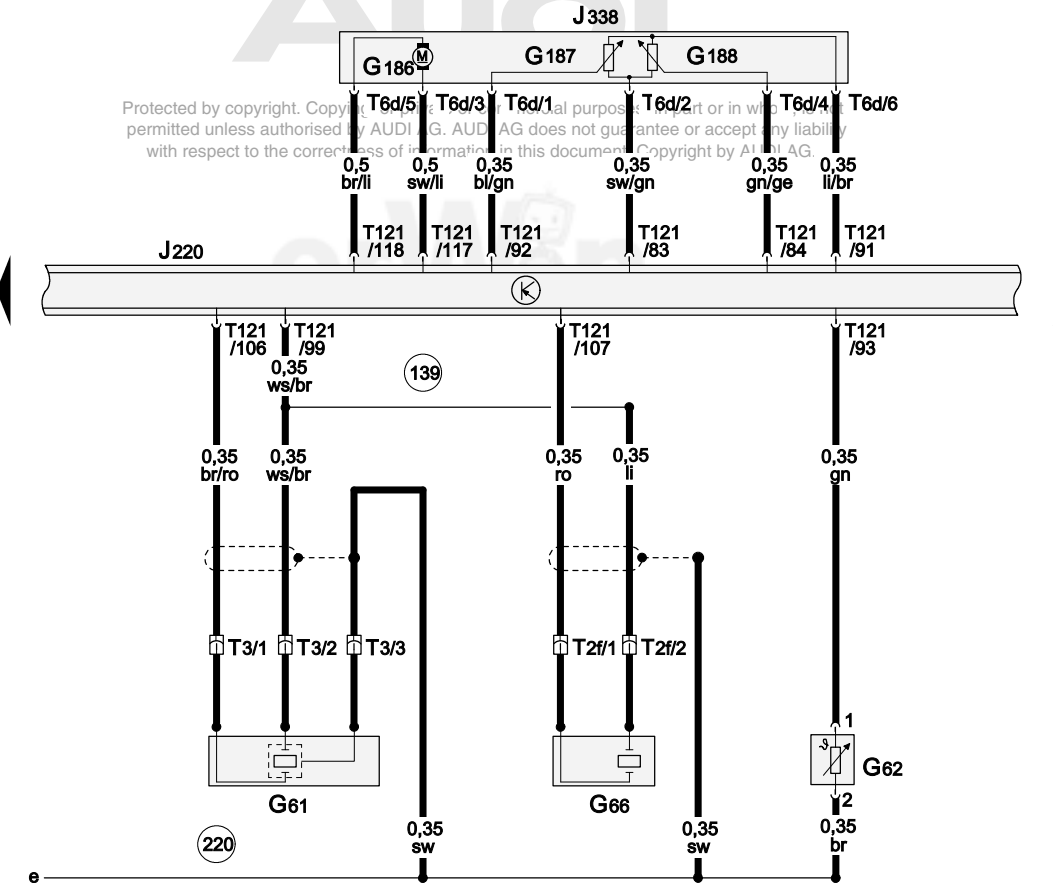 Audi
J338
M
G186
G187
G188
T6d/5 T6d/3 T6d/1 T6d/2 T6d/4 T6d/6
Protected by copyright. Copying for private or commercial purposes, in part or in whole, is not
permitted unless authorised by AUDI AG. AUDI AG does not guarantee or accept any liability
with respect to the correctness of information in this document. Copyright by AUDI AG.
0,5 0,5 0,35 0,35 0,35 0,35
br/li sw/li bl/gn sw/gn gn/ge li/br
T121 T121 T121 T121 T121 T121
/118 /117 /92 /83 /84 /91
J220
T121 T121 T121 T121
/106 /99 /107 /93
0,35
ws/br
139
0,35 0,35 0,35 0,35 0,35
br/ro ws/br ro li gn
T3/1 T3/2 T3/3 T2f/1 T2f/2
1
ϑ
G62
2
G61 G66
220
0,35 0,35 0,35
sw sw br
e